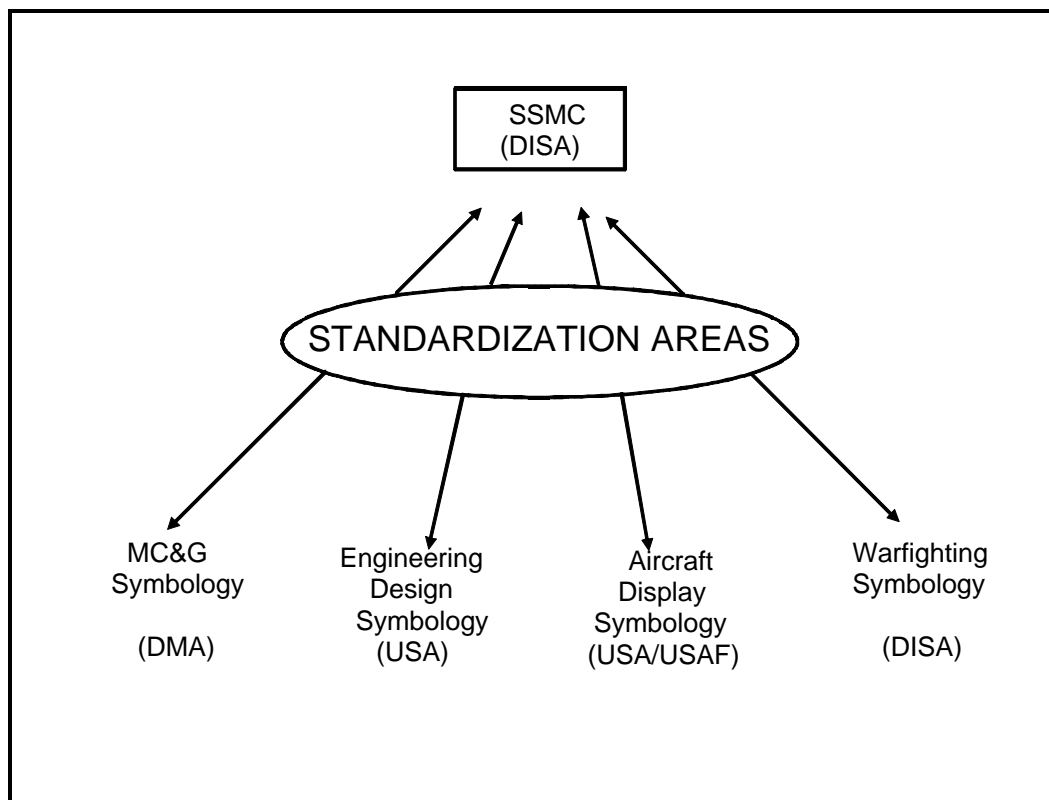 SSMC
(DISA)
STANDARDIZATION AREAS
MC&G
Symbology
(DMA)
Engineering
Design
Symbology
(USA)
Aircraft
Display
Symbology
(USA/USAF)
Warfighting
Symbology
(DISA)